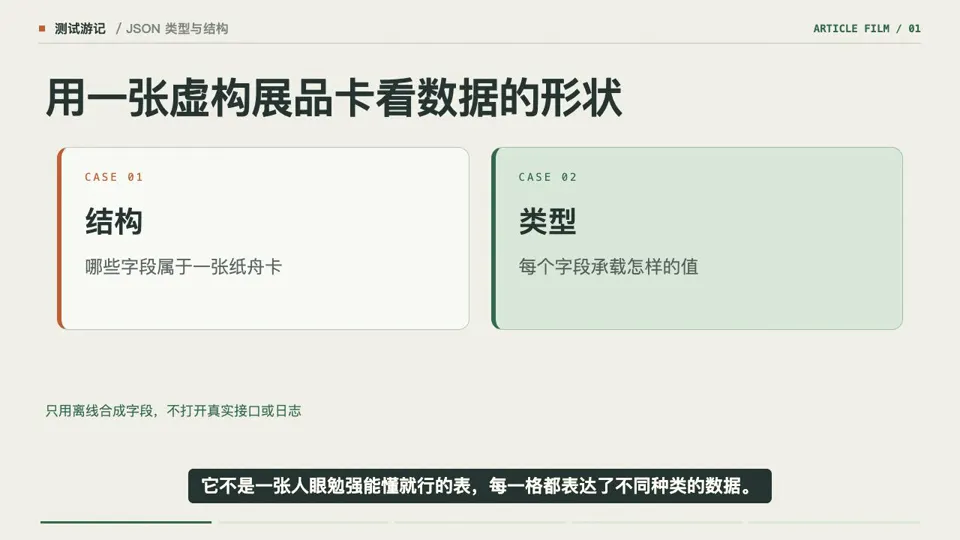 测试游记 / JSON 类型与结构
ARTICLE FILM / 01
用一张虚构展品卡看数据的形状
CASE 01
结构
哪些字段属于一张纸舟卡
CASE 02
类型
每个字段承载怎样的值
只用离线合成字段，不打开真实接口或日志
它不是一张人眼勉强能懂就行的表，每一格都表达了不同种类的数据。